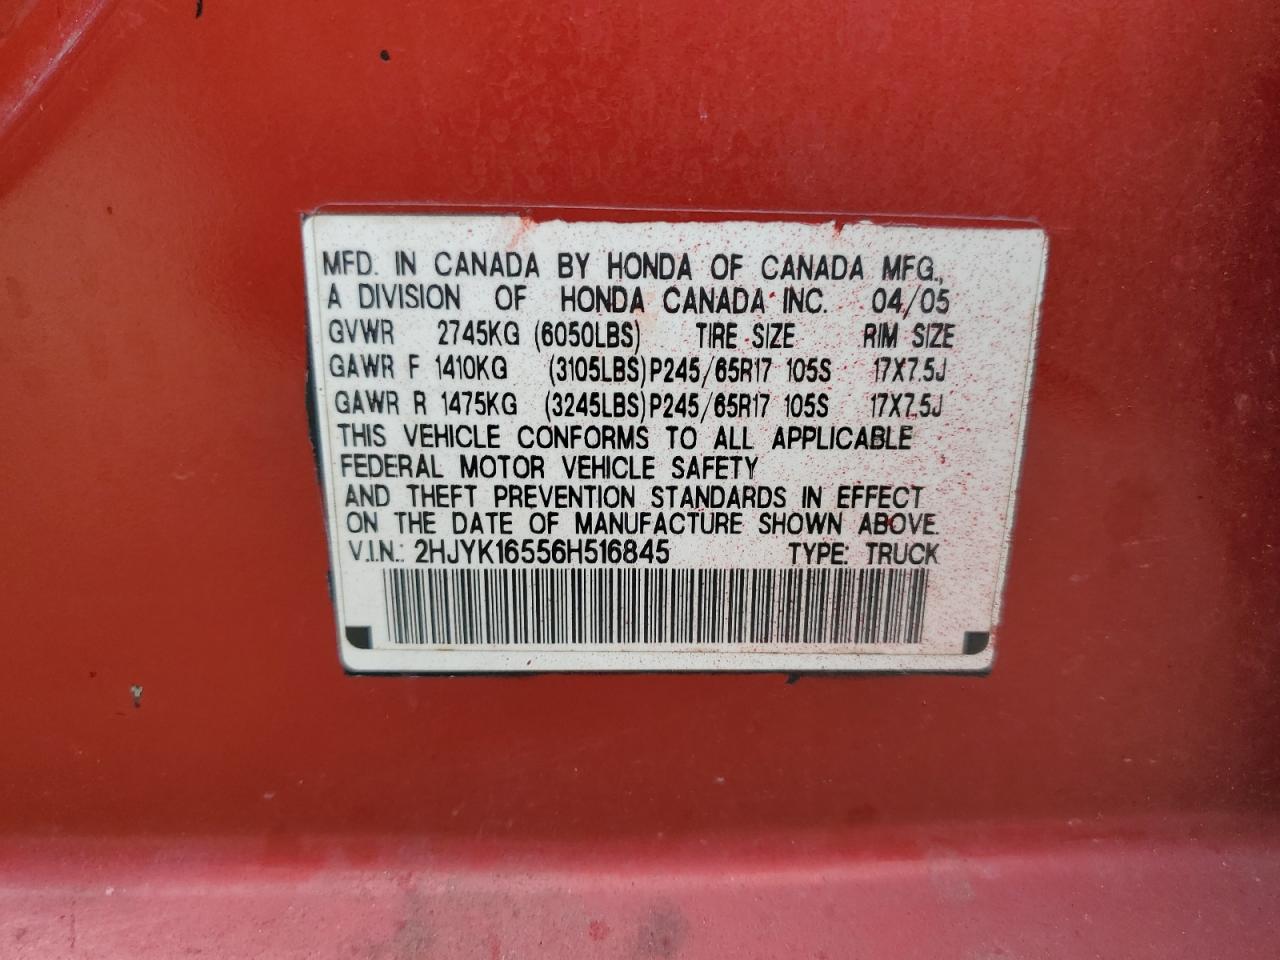 MFD. IN CANADA BY HONDA OF CANADA MFG.,
A DIVISION OF HONDA CANADA INC. 04/05
GVWR 2745KG (6050LBS) TIRE SIZE RIM SIZE
GAWR F 1410KG (3105LBS) P245/65R17 105S 17X7.5J
GAWR R 1475KG (3245LBS) P245/65R17 105S 17X7.5J
THIS VEHICLE CONFORMS TO ALL APPLICABLE
FEDERAL MOTOR VEHICLE SAFETY
AND THEFT PREVENTION STANDARDS IN EFFECT
ON THE DATE OF MANUFACTURE SHOWN ABOVE.
V.I.N.: 2HJYK16556H516845 TYPE: TRUCK